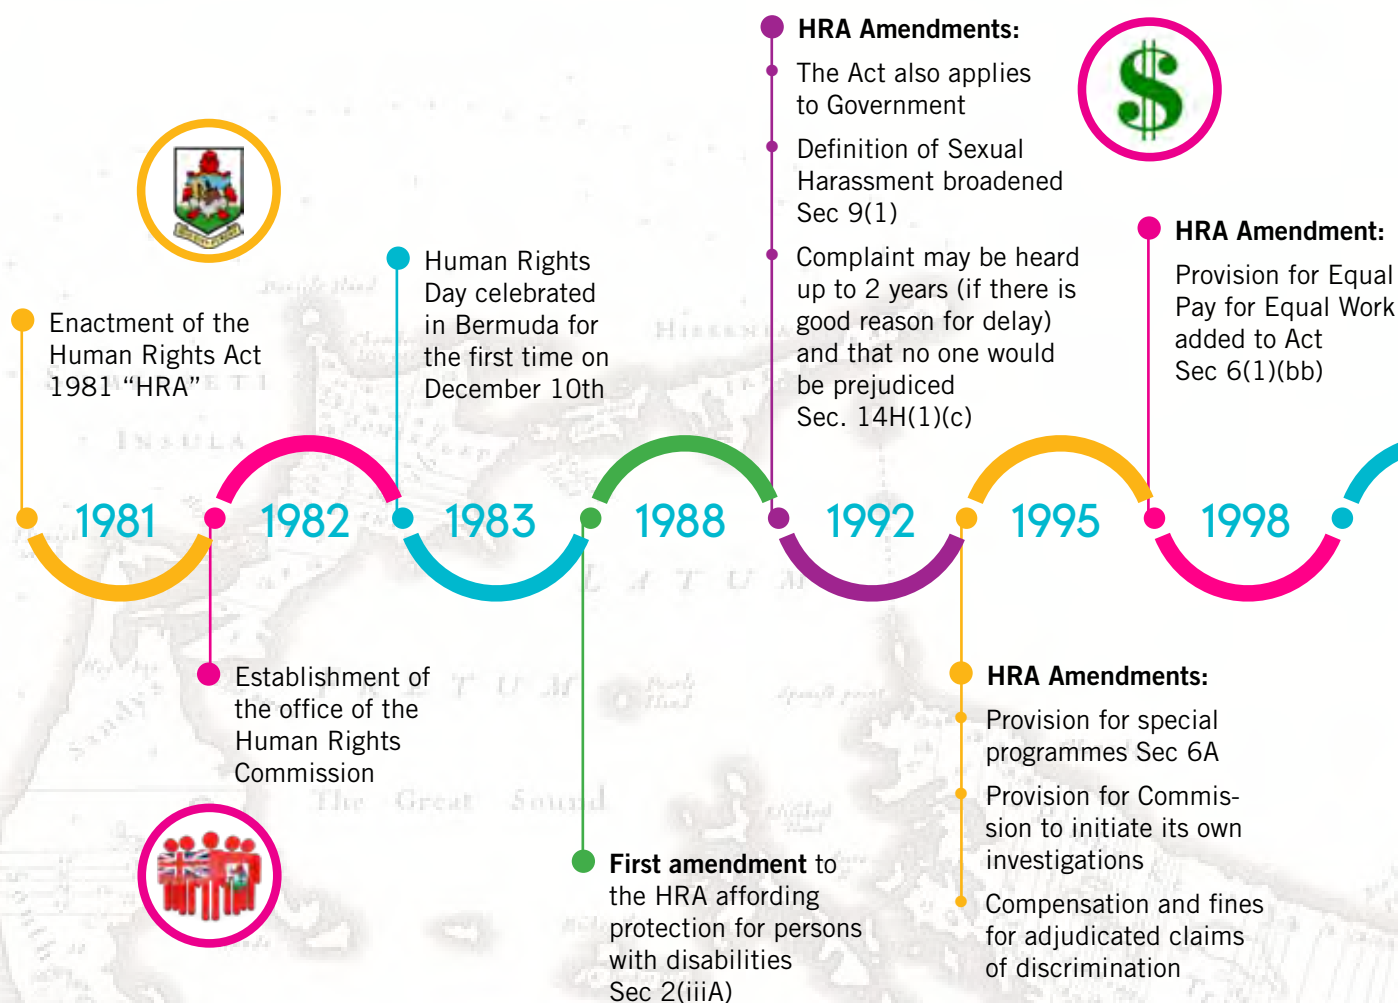 Enactment of the
Human Rights Act
1981 “HRA”
1981
Establishment of
the office of the
Human Rights
Commission
1982
Human Rights
Day celebrated
in Bermuda for
the first time on
December 10th
1983
First amendment to
the HRA affording
protection for persons
with disabilities
Sec 2(iiiA)
1988
HRA Amendments:
The Act also applies
to Government
Definition of Sexual
Harassment broadened
Sec 9(1)
Complaint may be heard
up to 2 years (if there is
good reason for delay)
and that no one would
be prejudiced
Sec. 14H(1)(c)
1992
HRA Amendments:
Provision for special
programmes Sec 6A
Provision for Commis-
sion to initiate its own
investigations
Compensation and fines
for adjudicated claims
of discrimination
1995
$
HRA Amendment:
Provision for Equal
Pay for Equal Work
added to Act
Sec 6(1)(bb)
1998
INSULA
LATUM
FRETUM
The Great Sound